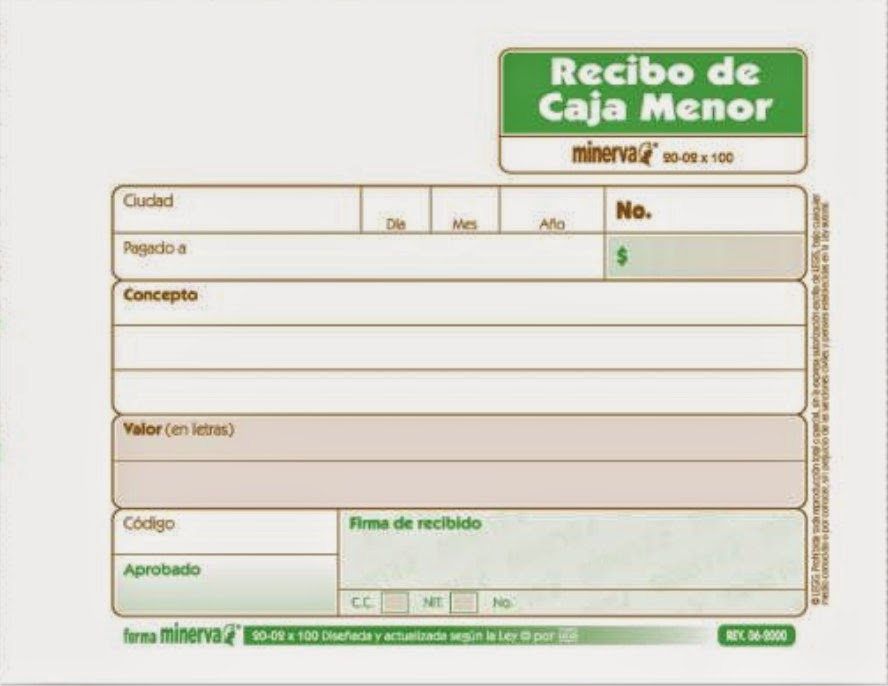 Recibo de
Caja Menor
minerva 20-02 x 100
Ciudad
Día Mes Año
No.
Pagado a
$
Concepto
Valor (en letras)
Código
Firma de recibido
Aprobado
C.C. NIT. No.
forma minerva 20-02 x 100 Diseñada y actualizada según la Ley © por
REV. 06-2000
© LEGIS. Prohibida toda reproducción total o parcial, sin la expresa autorización escrita de LEGIS, bajo cualquier
medio conocido o por conocer, sin perjuicio de las sanciones civiles y penales establecidas en la ley